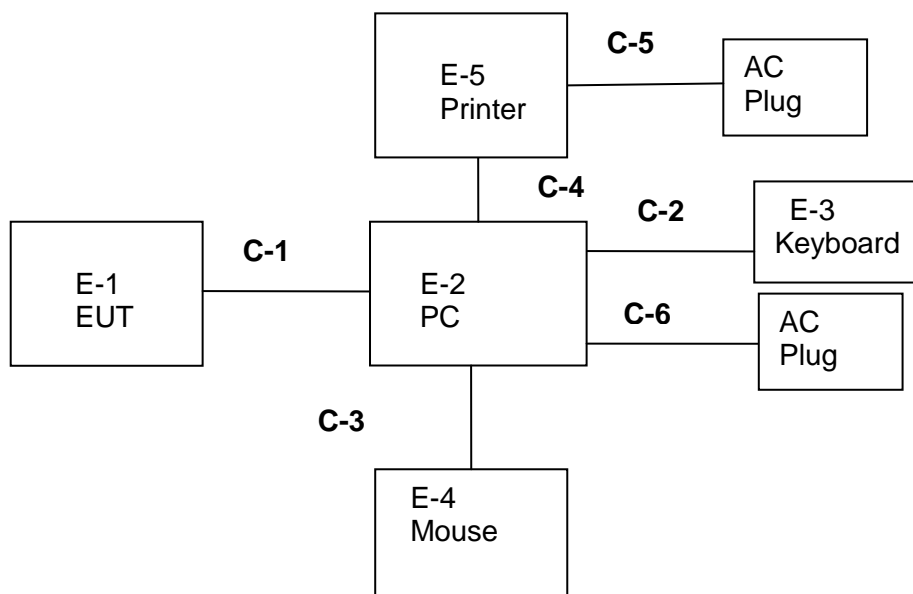 C-5
E-5
Printer
AC
Plug
C-4
C-2
E-3
Keyboard
C-1
E-1
EUT
E-2
PC
C-6
AC
Plug
C-3
E-4
Mouse